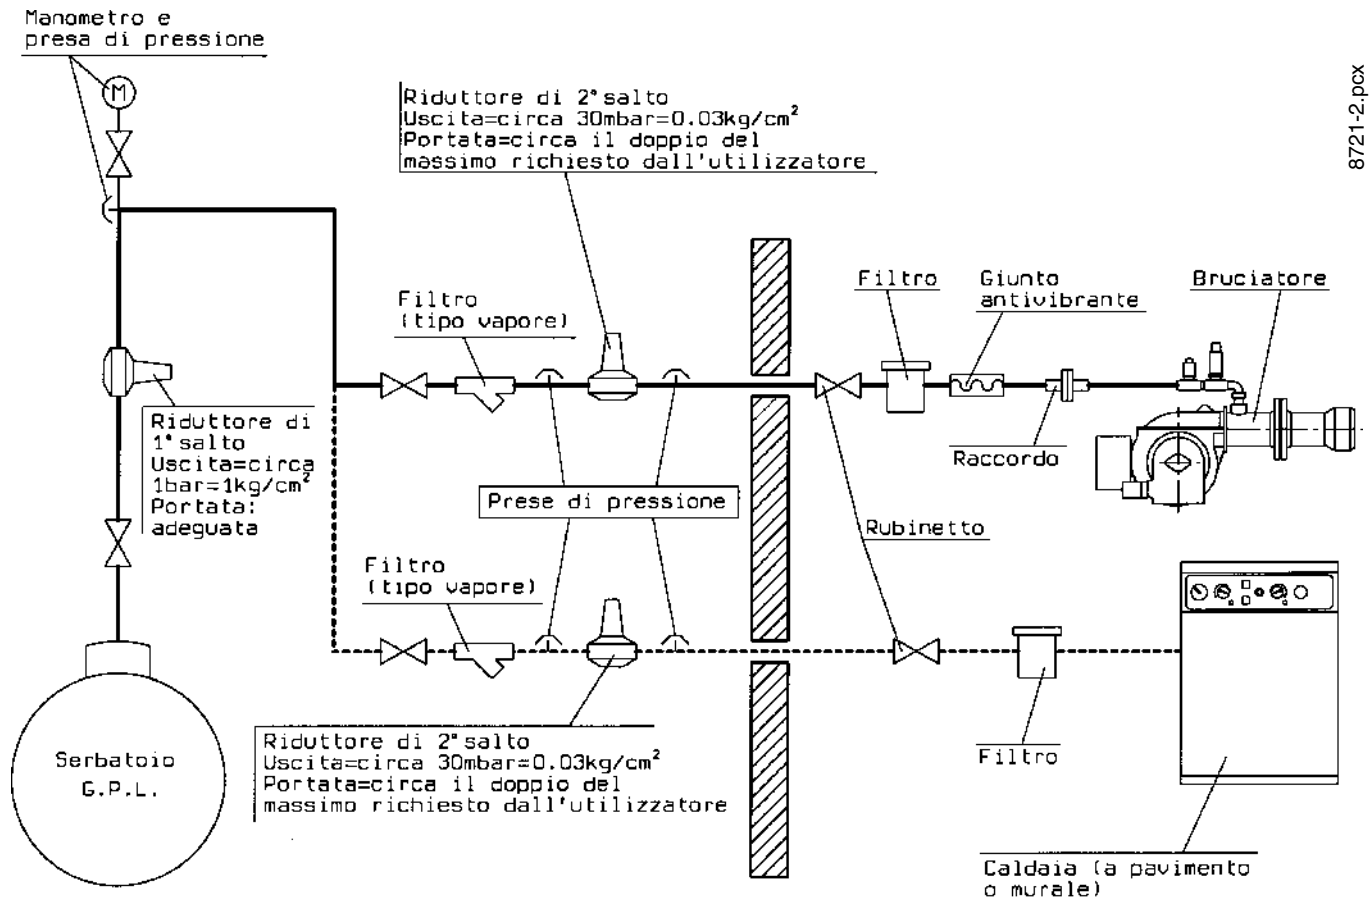 Manometro e
presa di pressione
M
8721-2.pcx
Riduttore di 2° salto
Uscita=circa 30mbar=0.03kg/cm²
Portata=circa il doppio del
massimo richiesto dall'utilizzatore
Filtro
(tipo vapore)
Filtro
Giunto
antivibrante
Bruciatore
Riduttore di
1° salto
Uscita=circa
1bar=1kg/cm²
Portata:
adeguata
Raccordo
Prese di pressione
Rubinetto
Filtro
(tipo vapore)
Serbatoio
G.P.L.
Riduttore di 2° salto
Uscita=circa 30mbar=0.03kg/cm²
Portata=circa il doppio del
massimo richiesto dall'utilizzatore
Filtro
Caldaia (a pavimento
o murale)